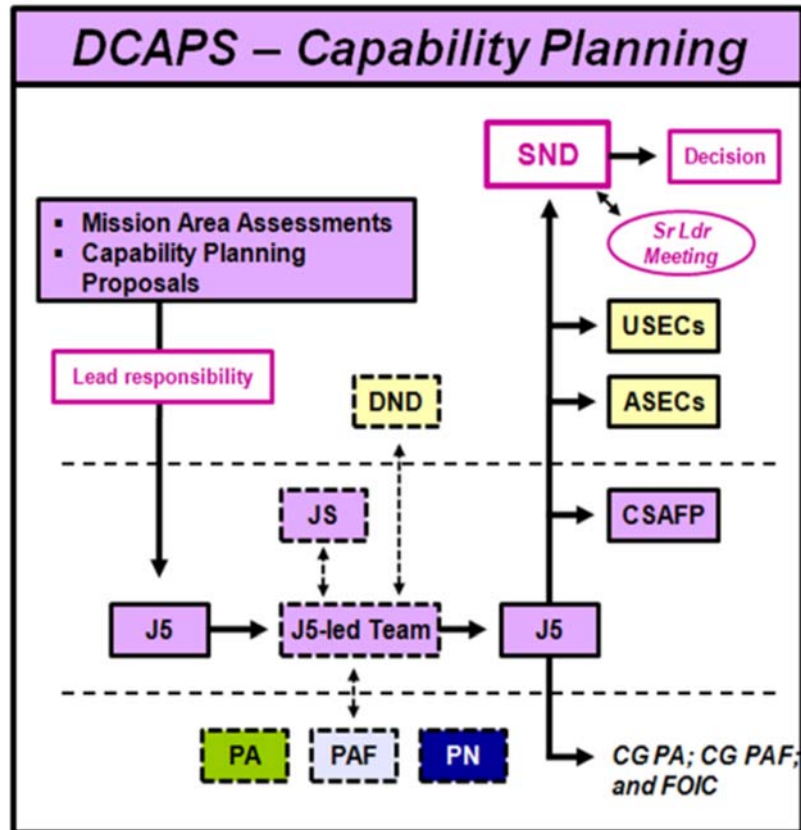 DCAPS – Capability Planning
SND
Decision
Sr Ldr
Meeting
▪ Mission Area Assessments
▪ Capability Planning
Proposals
USECs
Lead responsibility
DND
ASECs
JS
CSAFP
J5
J5-led Team
J5
PA
PAF
PN
CG PA; CG PAF;
and FOIC